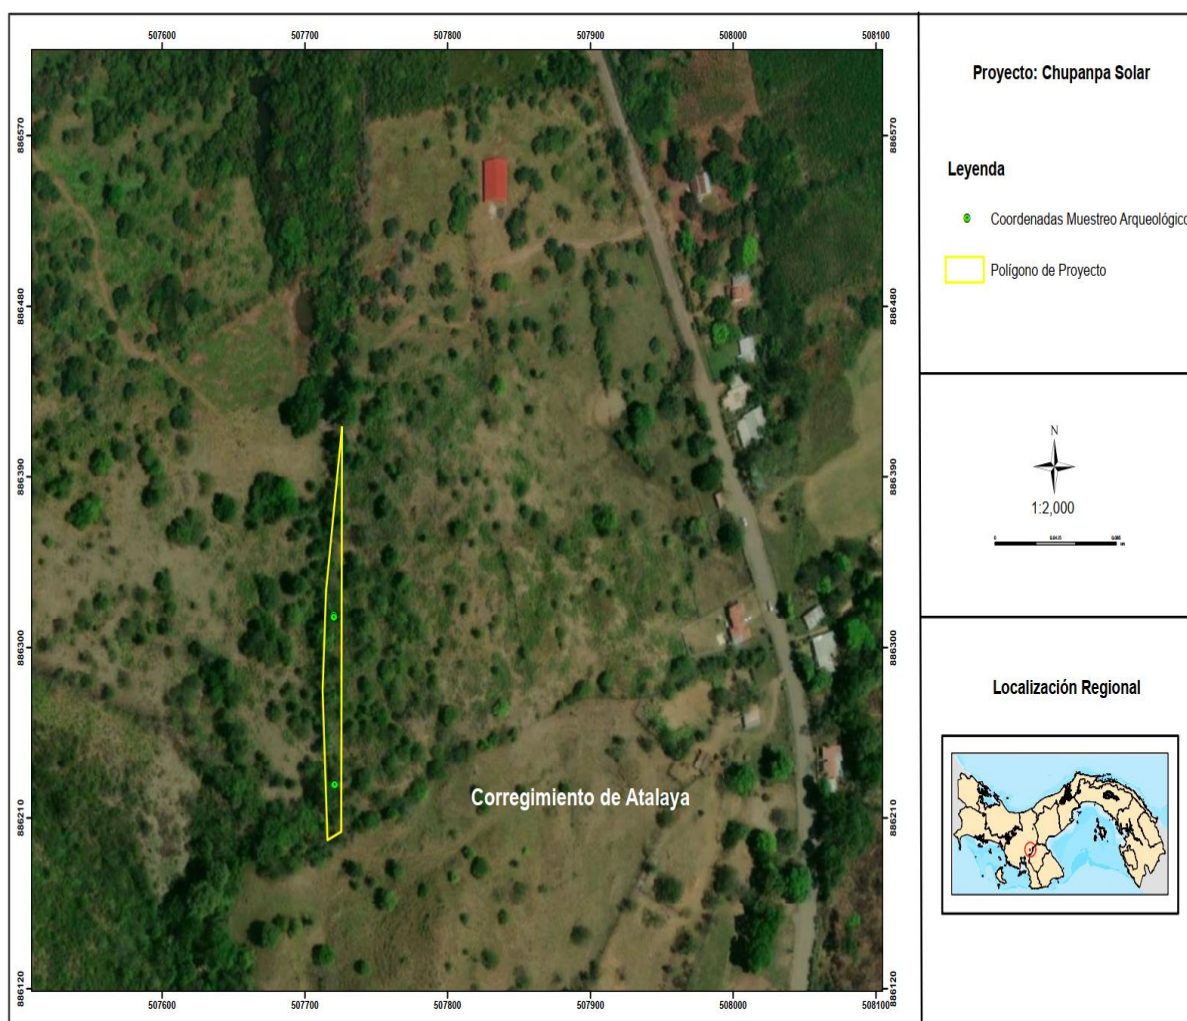 507600 507700 507800 507900 508000 508100
886570 886570
886480 886480
886390 886390
886300 886300
886210 886210
886120 886120
Corregimiento de Atalaya
507600 507700 507800 507900 508000 508100
Proyecto: Chupanpa Solar
Leyenda
Coordenadas Muestreo Arqueológico
Polígono de Proyecto
N
1:2,000
0
Localización Regional